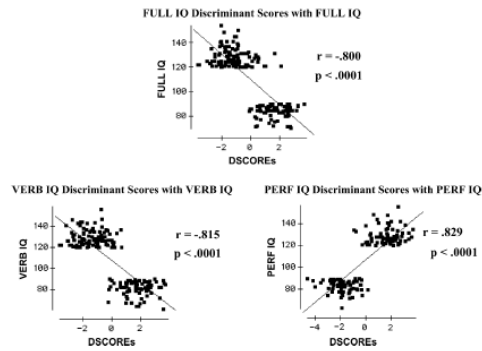 FULL IQ Discriminant Scores with FULL IQ
140
120
100
80
FULL IQ
r = -.800
p < .0001
-2 0 2
DSCOREs
VERB IQ Discriminant Scores with VERB IQ
140
120
100
80
VERB IQ
r = -.815
p < .0001
-2 0 2
DSCOREs
PERF IQ Discriminant Scores with PERF IQ
140
120
100
80
PERF IQ
r = .829
p < .0001
-4 -2 0 2
DSCOREs